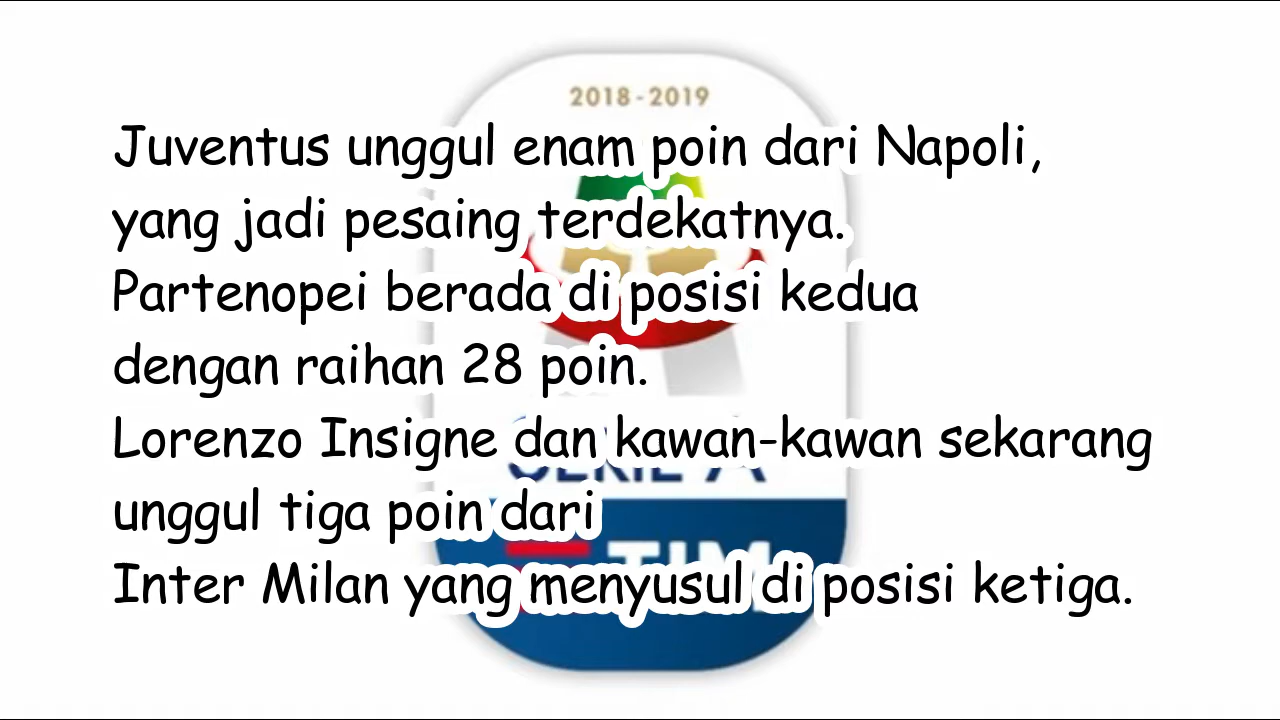 2018-2019
Juventus unggul enam poin dari Napoli,
yang jadi pesaing terdekatnya.
Partenopei berada di posisi kedua
dengan raihan 28 poin.
Lorenzo Insigne dan kawan-kawan sekarang
unggul tiga poin dari
Inter Milan yang menyusul di posisi ketiga.
SERIE A
TIM